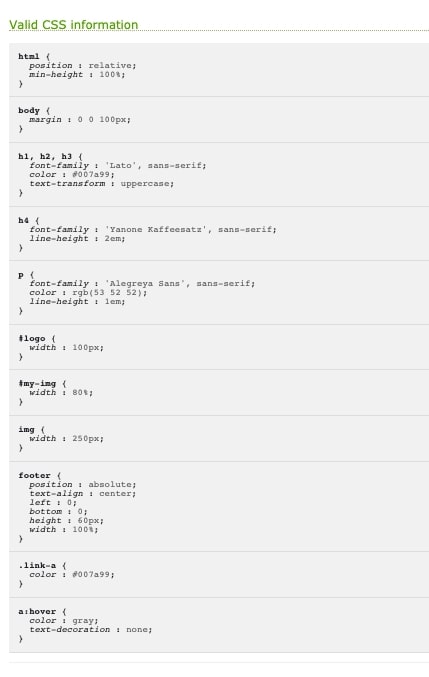 Valid CSS information
html {
position : relative;
min-height : 100%;
}
body {
margin : 0 0 100px;
}
h1, h2, h3 {
font-family : 'Lato', sans-serif;
color : #007a99;
text-transform : uppercase;
}
h4 {
font-family : 'Yanone Kaffeesatz', sans-serif;
line-height : 2em;
}
p {
font-family : 'Alegreya Sans', sans-serif;
color : rgb(53 52 52);
line-height : 1em;
}
#logo {
width : 100px;
}
#my-img {
width : 80%;
}
img {
width : 250px;
}
footer {
position : absolute;
text-align : center;
left : 0;
bottom : 0;
height : 60px;
width : 100%;
}
.link-a {
color : #007a99;
}
a:hover {
color : gray;
text-decoration : none;
}